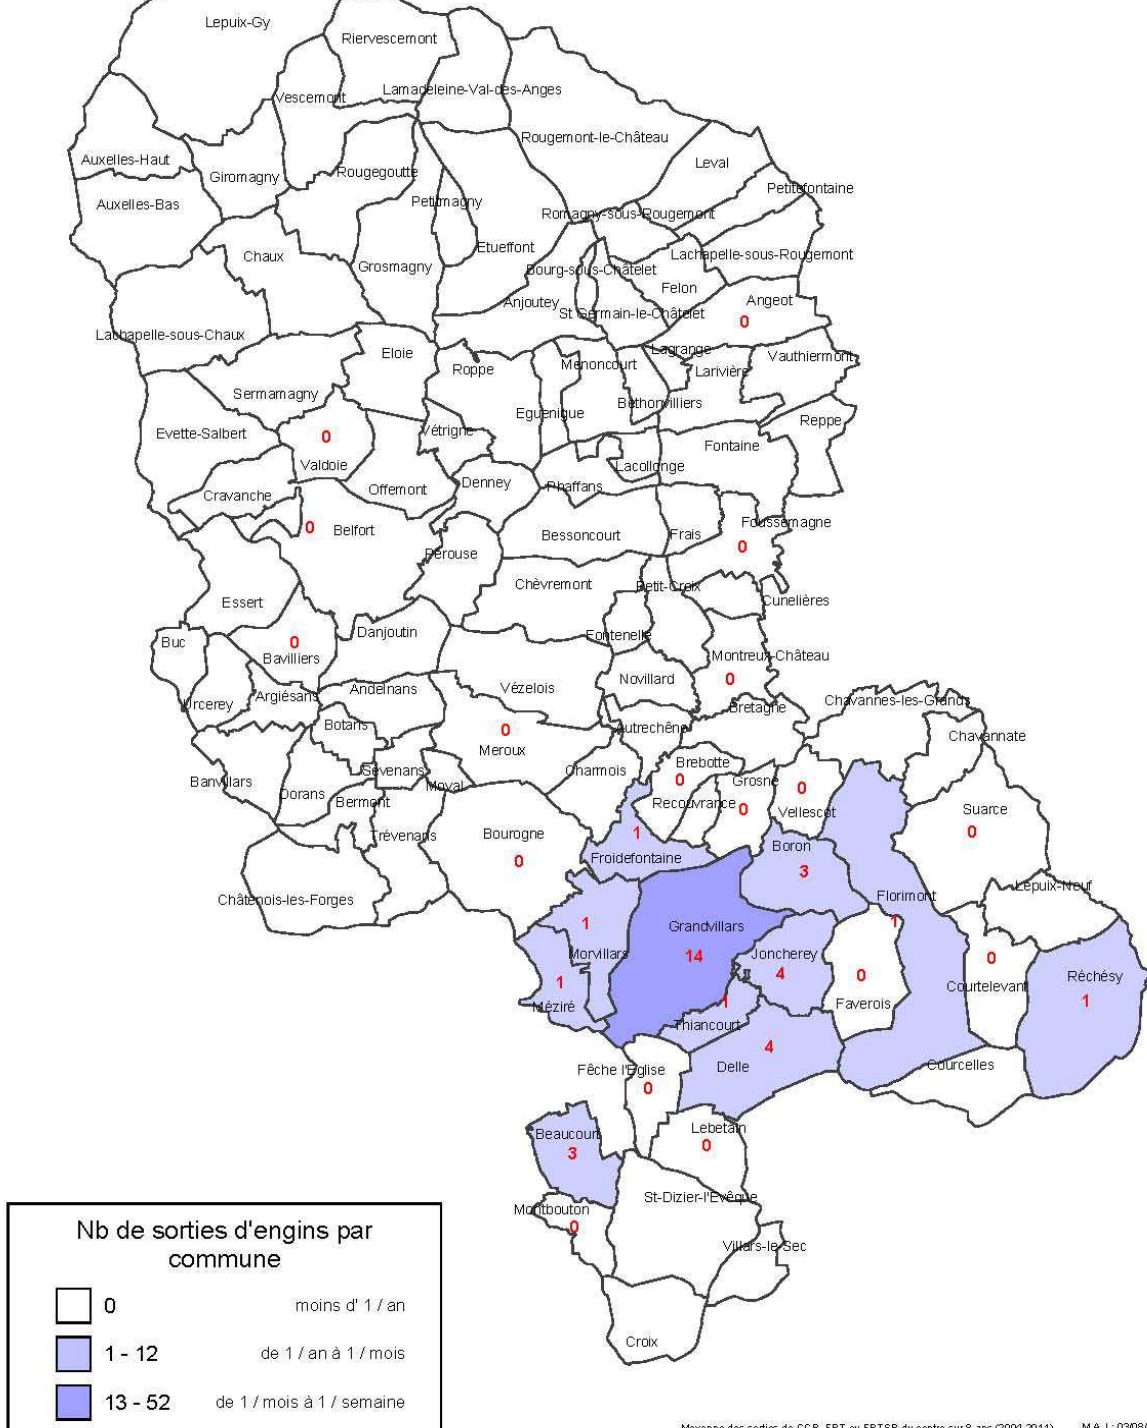 Lepuix-Gy
Riervescemont
Vescemont
Lamadeleine-Val-des-Anges
Rougemont-le-Château
Auxelles-Haut
Giromagny
Rougegoutte
Leval
Petitefontaine
Auxelles-Bas
Petitmagny
Romagny-sous-Rougemont
Chaux
Grosmagny
Etueffont
Bourg-sous-Châtelet
Lachapelle-sous-Rougemont
Felon
Anjoutey
St Germain-le-Châtelet
Angeot
0
Lachapelle-sous-Chaux
Eloie
Roppe
Menoncourt
Lagrange
Larivière
Vauthiermont
Sermamagny
Eguenigue
Bethonvilliers
Reppe
Evette-Salbert
0
Vétrigne
Fontaine
Valdoie
Lacollonge
Cravanche
Offemont
Denney
Phaffans
0
Belfort
Bessoncourt
Frais
Foussemagne
0
Pérouse
Chèvremont
Petit-Croix
Cunelières
Essert
Buc
0
Bavilliers
Danjoutin
Fontenelle
Montreux-Château
0
Urcerey
Argiésans
Andelnans
Vézelois
Novillard
Bretagne
Chavannes-les-Grands
Botans
0
Meroux
Autrechêne
Chavannate
Banvillars
Dorans
Sévenans
Moval
Charmois
Brebotte
0
Grosne
0
Bermont
Recouvrance
0
Vellescot
Suarce
0
Trévenans
Bourogne
0
1
Froidefontaine
Boron
3
Châtenois-les-Forges
Florimont
1
Lepuix-Neuf
1
Morvillars
Grandvillars
14
Joncherey
4
0
Faverois
0
Courtelevant
Réchésy
1
1
Méziré
1
Thiancourt
4
Delle
Courcelles
Fêche l'Eglise
0
Beaucourt
3
Lebetain
0
St-Dizier-l'Evêque
Montbouton
0
Villars-le-Sec
Croix
Nb de sorties d'engins par
commune
0 moins d' 1 / an
1 - 12 de 1 / an à 1 / mois
13 - 52 de 1 / mois à 1 / semaine